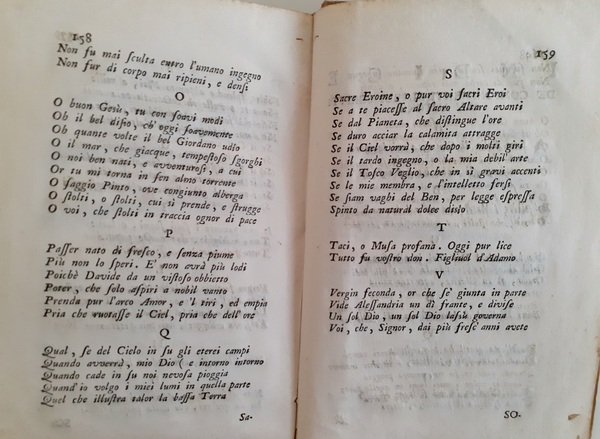 158
Non fu mai sculta entro l'umano ingegno
Non fur di corpo mai ripieni, e densi
O
O buon Gesù, tu con soavi modi
Oh il bel disio, ch'oggi soavemente
Oh quante volte il bel Giordano udìo
O il mar, che giacque, tempestoso sgorghi
O noi ben nati, e avventurosi, a cui
Or tu mi torna in sen almo torrente
O saggio Pinto, ove congiunto alberga
O stolti, o stolti, cui si prende, e strugge
O voi, che stolti in traccia ognor di pace
P
Passer nato di fresco, e senza piume
Più non lo speri. E' non avrà più lodi
Poichè Davide da un vistoso obbietto
Poter, che solo aspiri a nobil vanto
Prenda pur l'arco Amor, e 'l tiri, ed empia
Pria che ruotasse il Ciel, pria che dell'ore
Q
Qual, se del Cielo in su gli eterei campi
Quando avverrà, mio Dio ( e intorno intorno
Quando cade in su noi nevosa pioggia
Quand'io volgo i miei lumi in quella parte
Quel che illustra talor la bassa Terra
Sa-
159
S
Sacre Eroine, o pur voi sacri Eroi
Se a te piacesse al sacro Altare avanti
Se dal Pianeta, che distingue l'ore
Se duro acciar la calamita attragge
Se il Ciel vorrà, che dopo i molti giri
Se il tardo ingegno, o la mia debil'arte
Se il Tosco Veglio, che in sì gravi accenti
Se le mie membra, e l'intelletto fersi
Se siam vaghi del Ben, per legge espressa
Spinto da natural dolce disìo
T
Taci, o Musa profana. Oggi pur lice
Tutto fu vostro don. Figliuol d'Adamo
V
Vergin feconda, or che sè giunta in parte
Vide Alessandria un dì frante, e divise
Un sol Dio, un sol Dio lassù governa
Voi, che, Signor, dai più fresc' anni avete
SO-